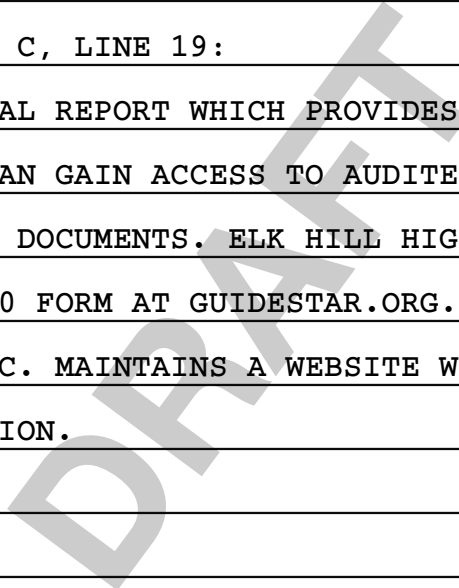 C, LINE 19:
AL REPORT WHICH PROVIDES
AN GAIN ACCESS TO AUDITE
DOCUMENTS. ELK HILL HIG
0 FORM AT GUIDESTAR.ORG.
C. MAINTAINS A WEBSITE W
ION.
DRAFT